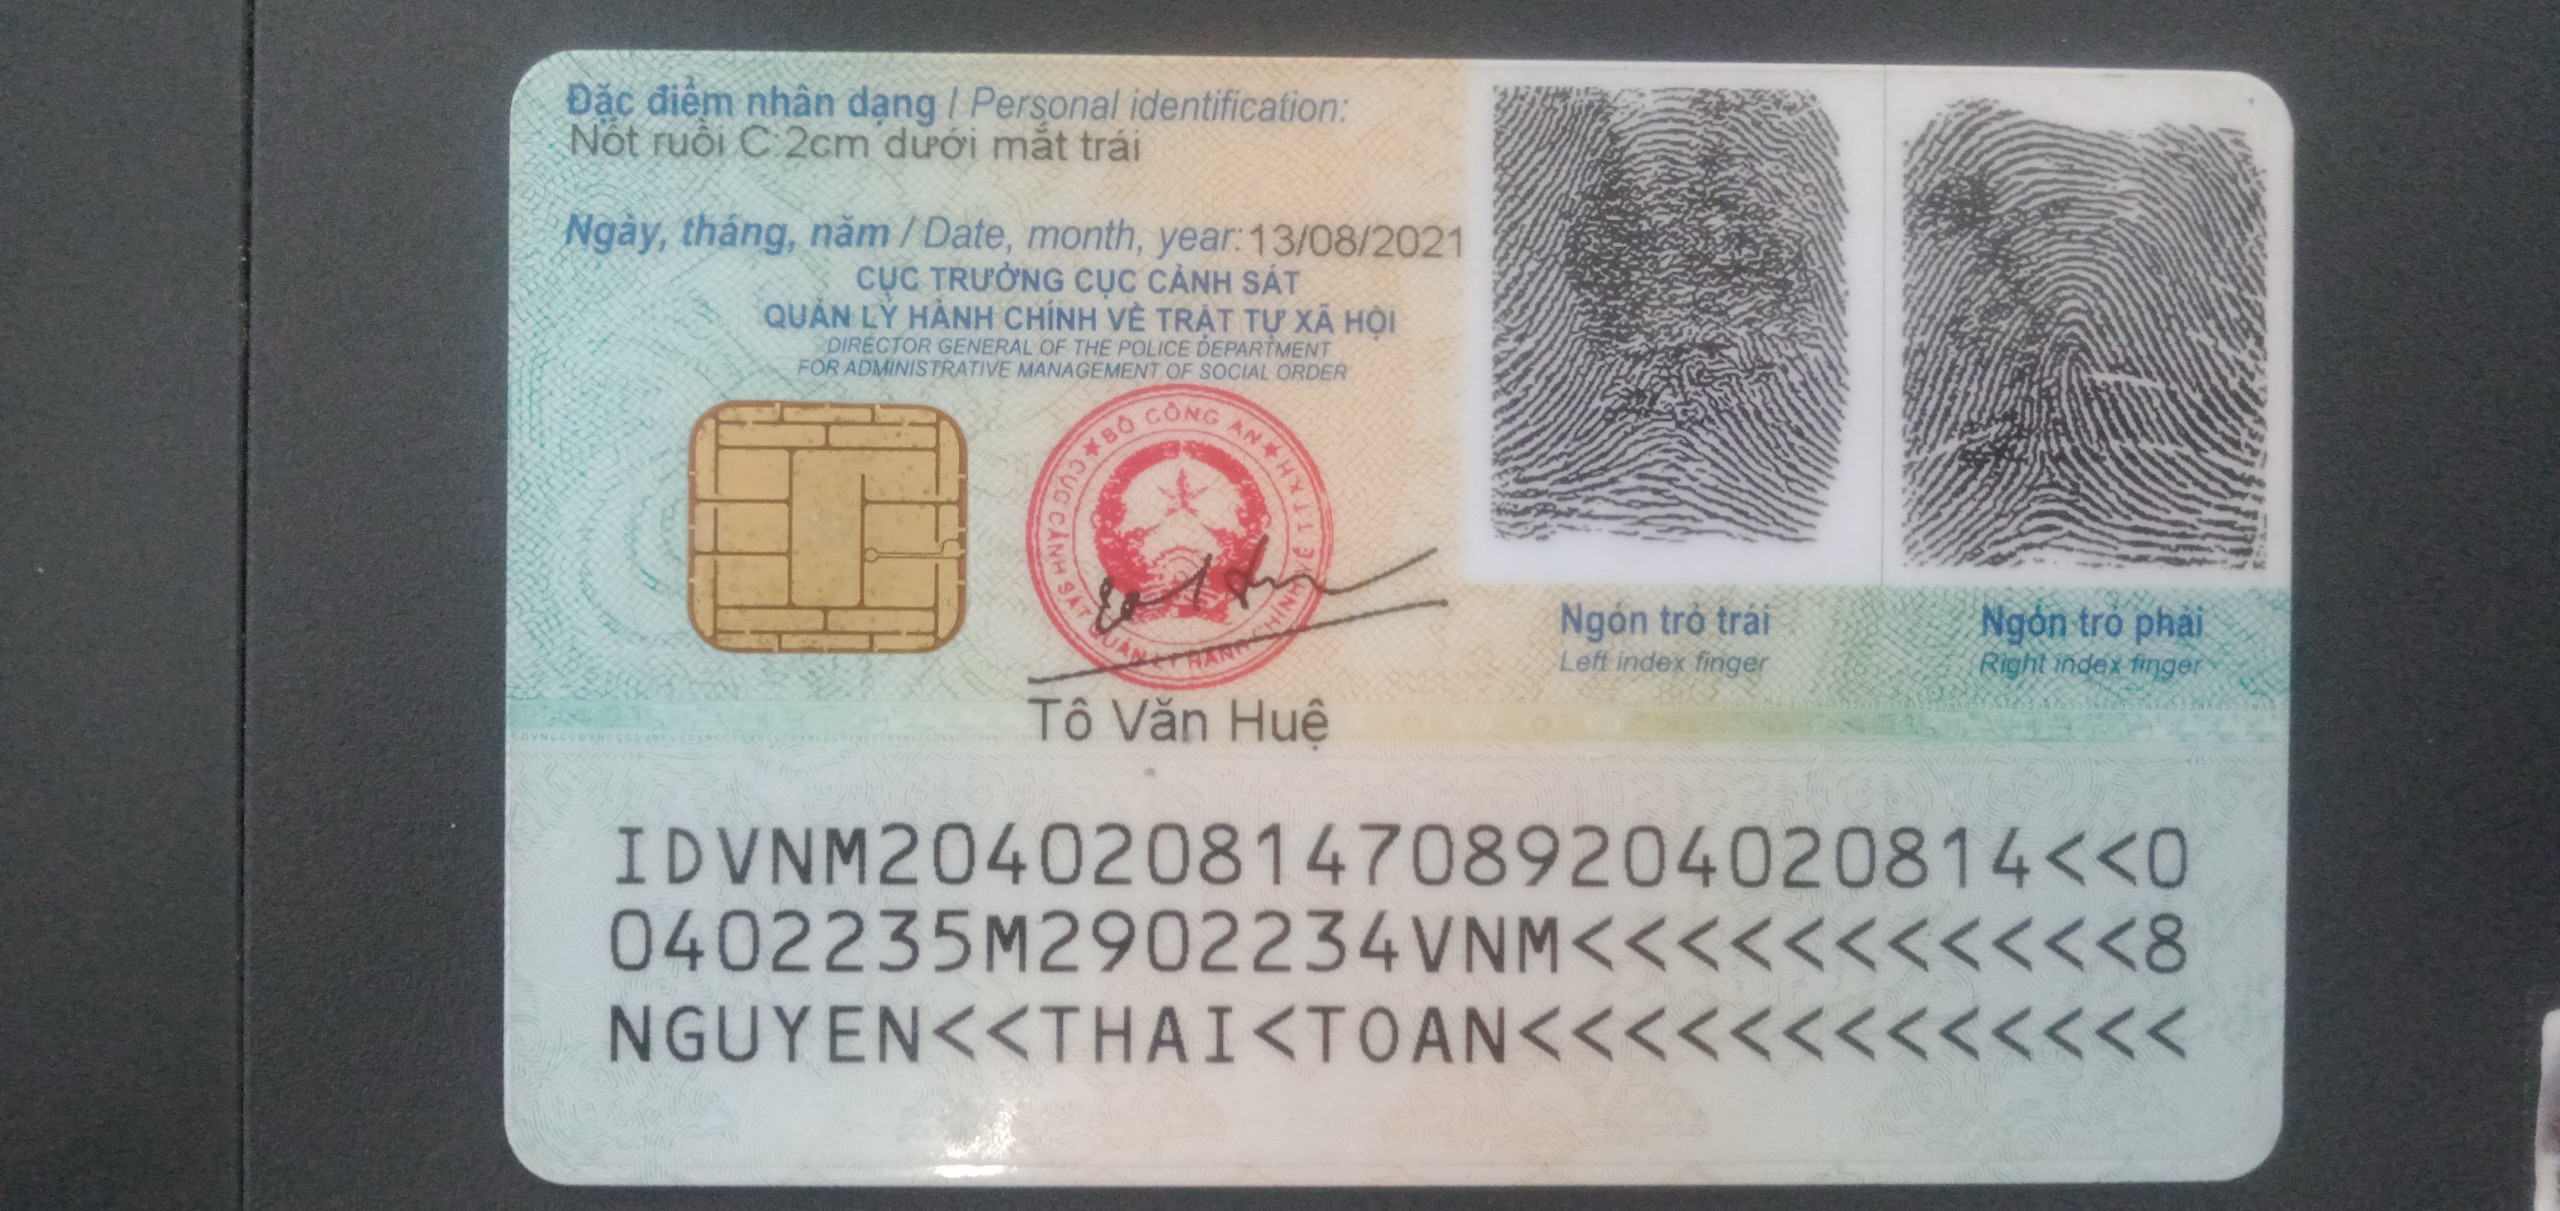 Đặc điểm nhân dạng / Personal identification:
Nốt ruồi C:2cm dưới mắt trái
Ngày, tháng, năm / Date, month, year: 13/08/2021
CỤC TRƯỞNG CỤC CẢNH SÁT
QUẢN LÝ HÀNH CHÍNH VỀ TRẬT TỰ XÃ HỘI
DIRECTOR GENERAL OF THE POLICE DEPARTMENT
FOR ADMINISTRATIVE MANAGEMENT OF SOCIAL ORDER
BỘ CÔNG AN
CỤC CẢNH SÁT QUẢN LÝ HÀNH CHÍNH VỀ TTXH
Tô Văn Huệ
Ngón trỏ trái
Left index finger
Ngón trỏ phải
Right index finger
IDVNM2040208147089204020814<<0
0402235M2902234VNM<<<<<<<<<<<8
NGUYEN<<THAI<TOAN<<<<<<<<<<<<<